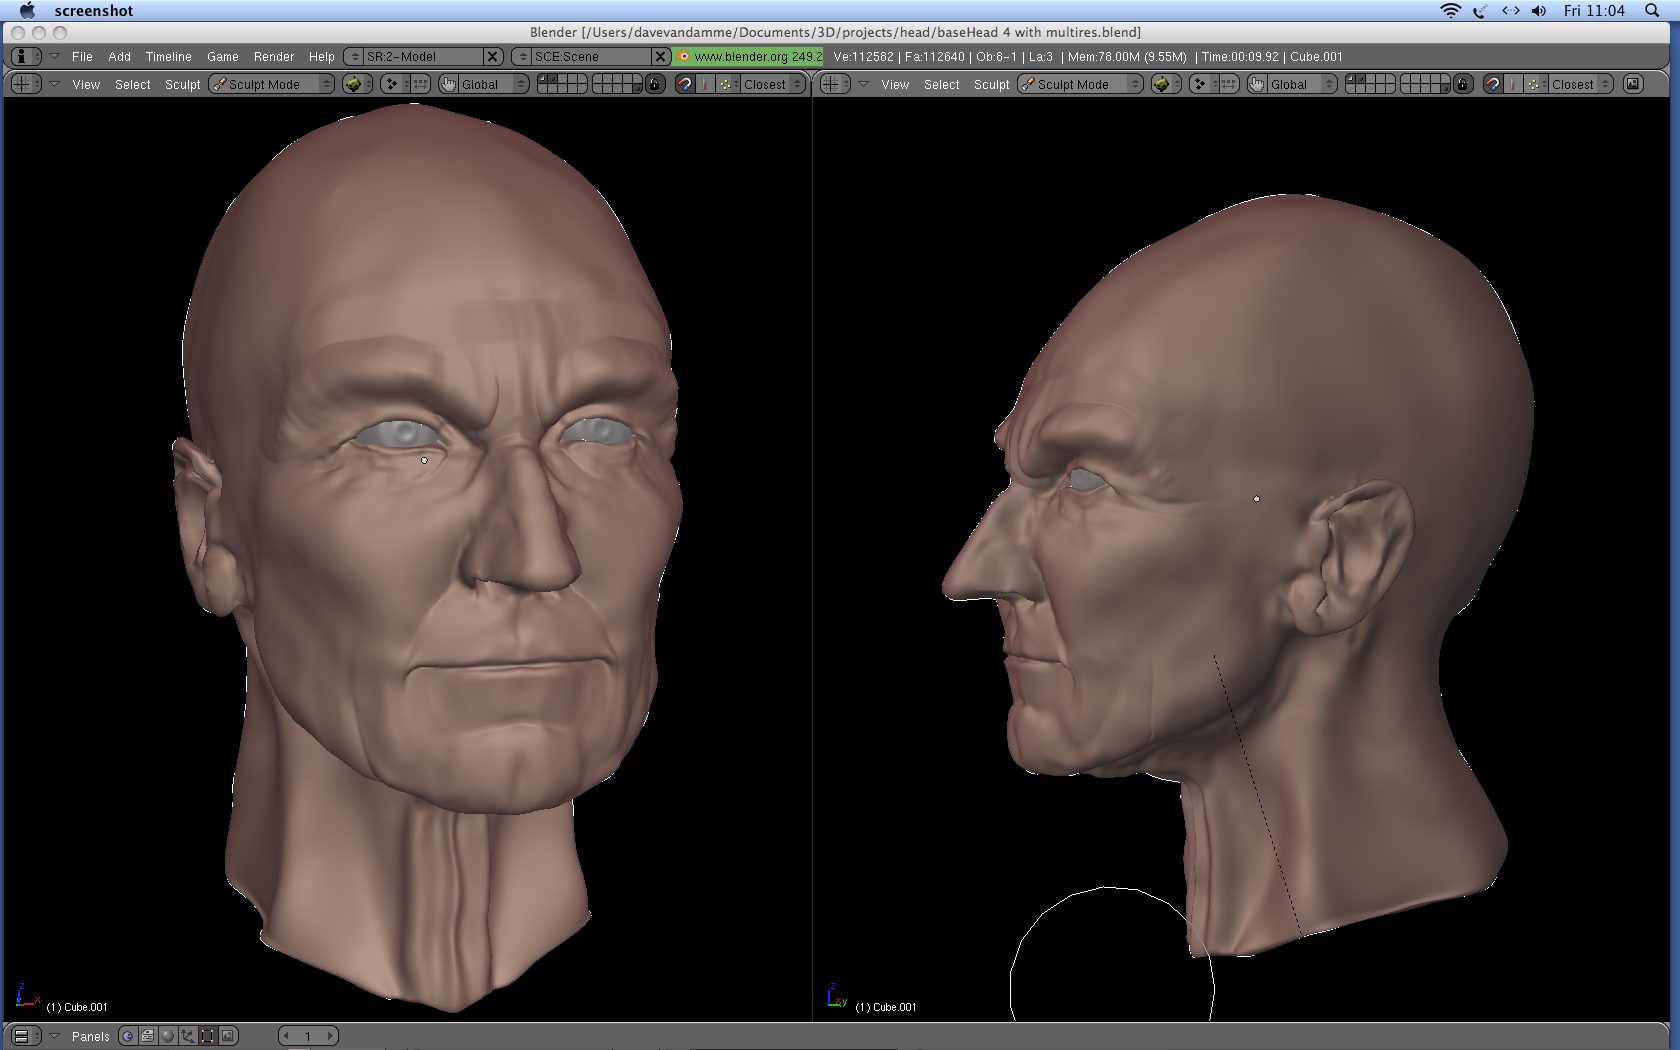 screenshot Fri 11:04
Blender [/Users/davevandamme/Documents/3D/projects/head/baseHead 4 with multires.blend]
File Add Timeline Game Render Help SR:2-Model SCE:Scene www.blender.org 249.2 Ve:112582 | Fa:112640 | Ob:8-1 | La:3 | Mem:78.00M (9.55M) | Time:00:09.92 | Cube.001
View Select Sculpt Sculpt Mode Global Closest View Select Sculpt Sculpt Mode Global Closest
z x z x y
(1) Cube.001 (1) Cube.001
Panels 1